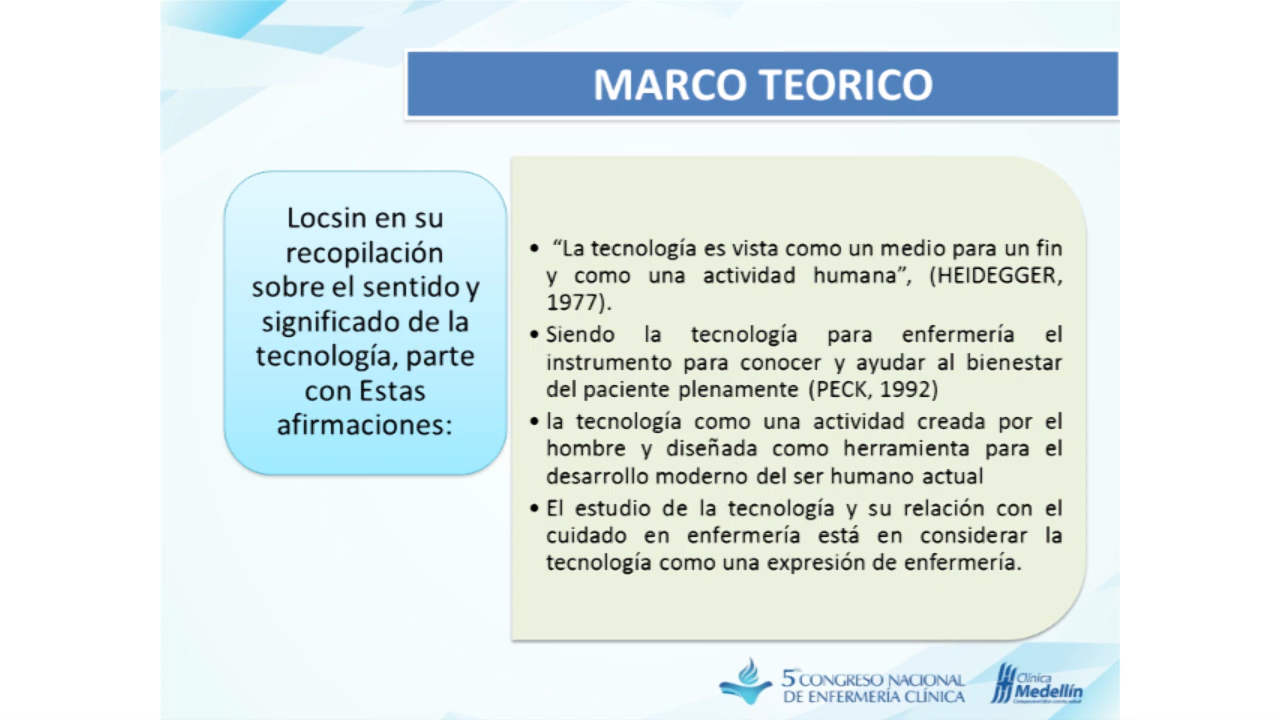 MARCO TEORICO
Locsin en su
recopilación
sobre el sentido y
significado de la
tecnología, parte
con Estas
afirmaciones:
• “La tecnología es vista como un medio para un fin
y como una actividad humana”, (HEIDEGGER,
1977).
• Siendo la tecnología para enfermería el
instrumento para conocer y ayudar al bienestar
del paciente plenamente (PECK, 1992)
• la tecnología como una actividad creada por el
hombre y diseñada como herramienta para el
desarrollo moderno del ser humano actual
• El estudio de la tecnología y su relación con el
cuidado en enfermería está en considerar la
tecnología como una expresión de enfermería.
5º CONGRESO NACIONAL
DE ENFERMERÍA CLÍNICA
Clínica
Medellín